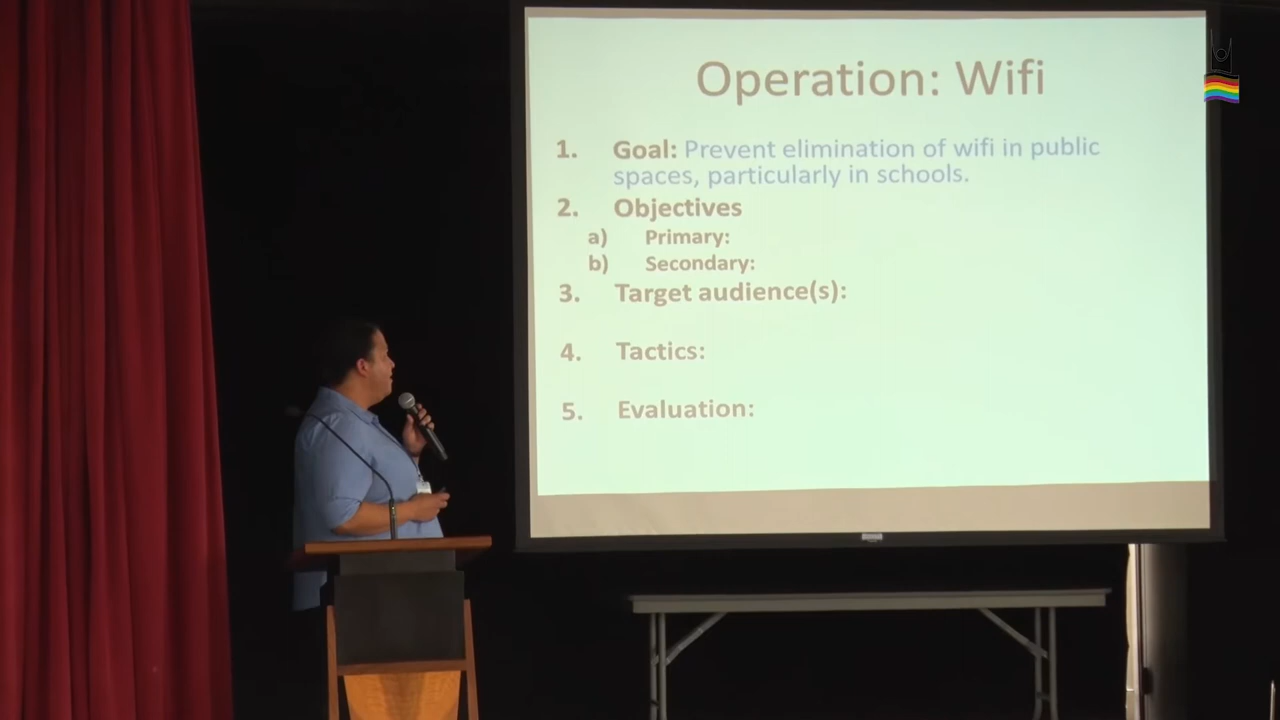 Operation: Wifi
1. Goal: Prevent elimination of wifi in public
spaces, particularly in schools.
2. Objectives
a) Primary:
b) Secondary:
3. Target audience(s):
4. Tactics:
5. Evaluation: